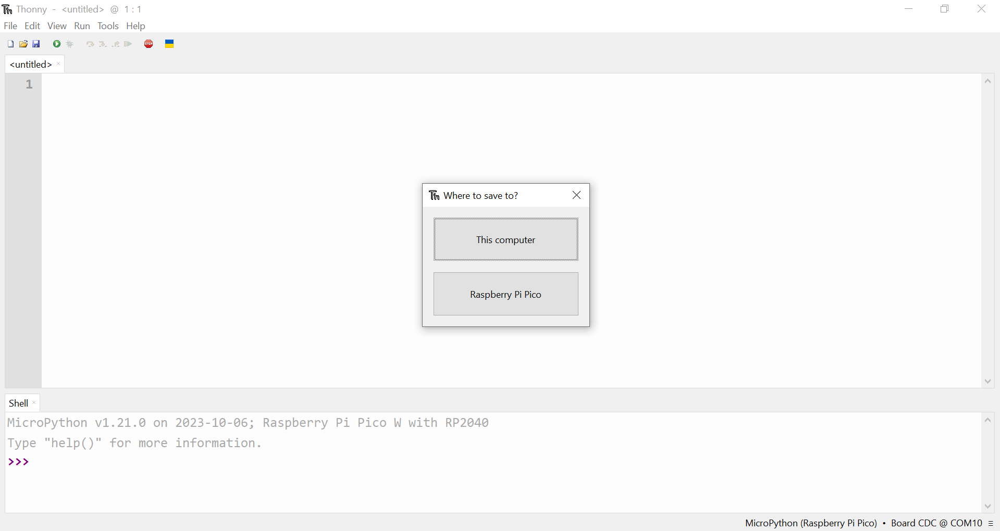 Thonny - <untitled> @ 1 : 1
File Edit View Run Tools Help
STOP
<untitled> ×
1
Where to save to?
This computer
Raspberry Pi Pico
Shell ×
MicroPython v1.21.0 on 2023-10-06; Raspberry Pi Pico W with RP2040
Type "help()" for more information.
>>>
MicroPython (Raspberry Pi Pico) • Board CDC @ COM10 ≡